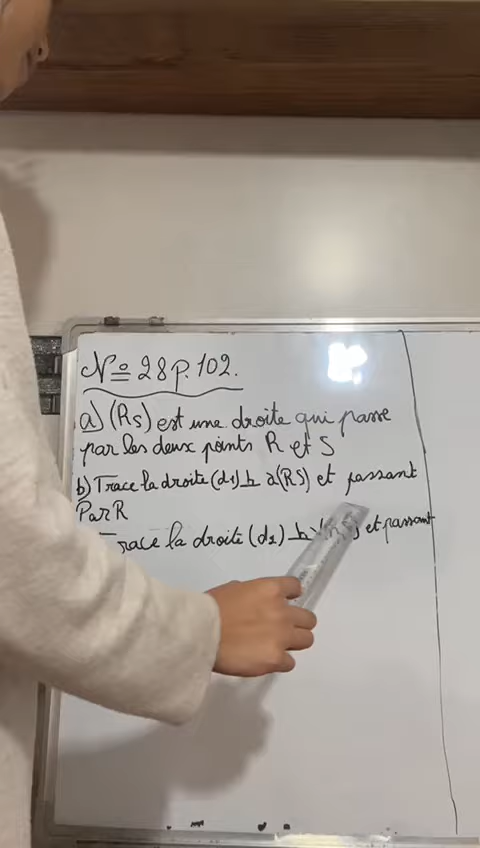 N° 28 p. 102.
a) (RS) est une droite qui passe
par les deux points R et S
b) Trace la droite (d1) ⊥ à (RS) et passant
Par R
Trace la droite (d2) ⊥ et passant